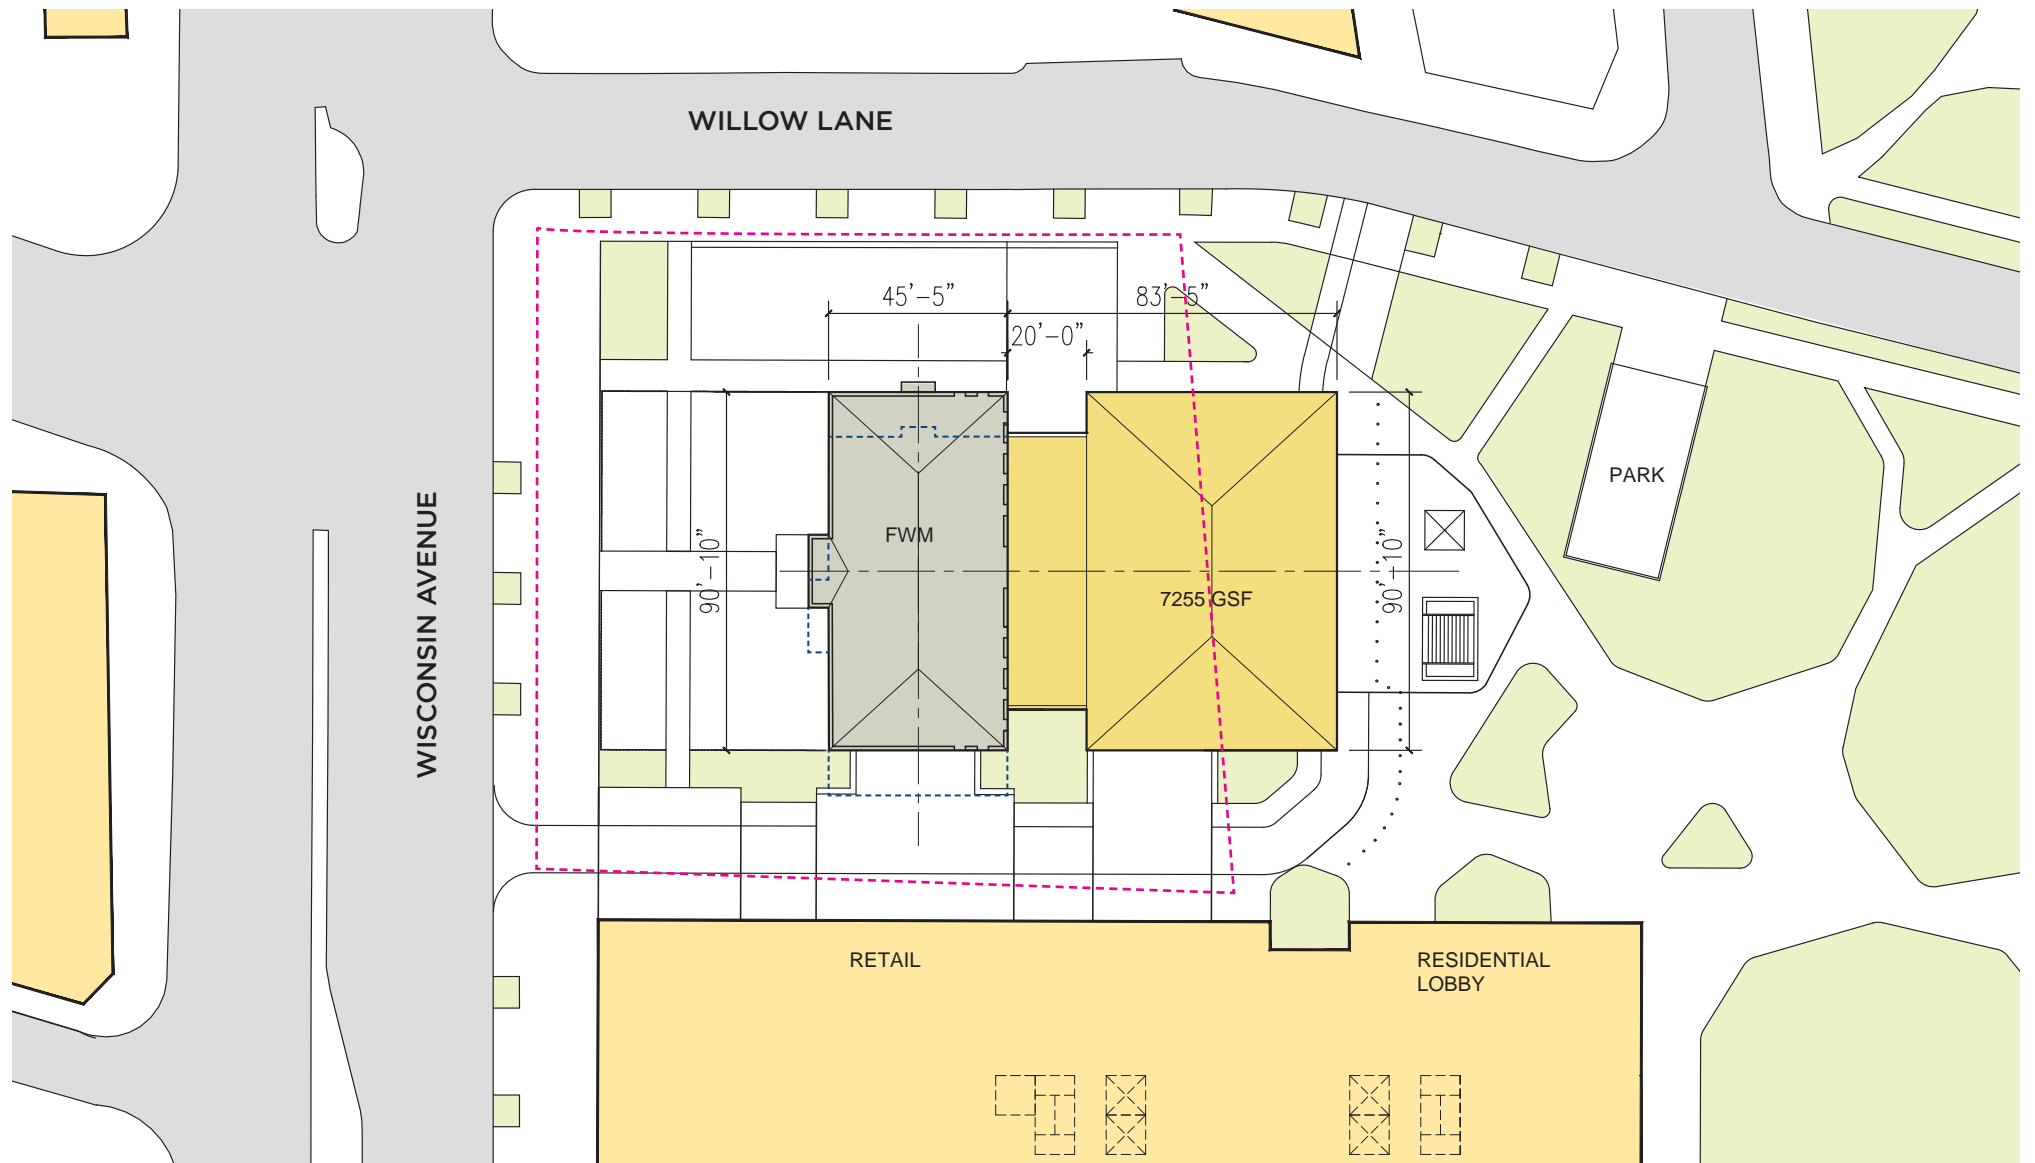 WILLOW LANE
45’-5”
83’-5”
20’-0”
PARK
WISCONSIN AVENUE
FWM
90’-10”
90’-10”
7255 GSF
RETAIL
RESIDENTIAL
LOBBY